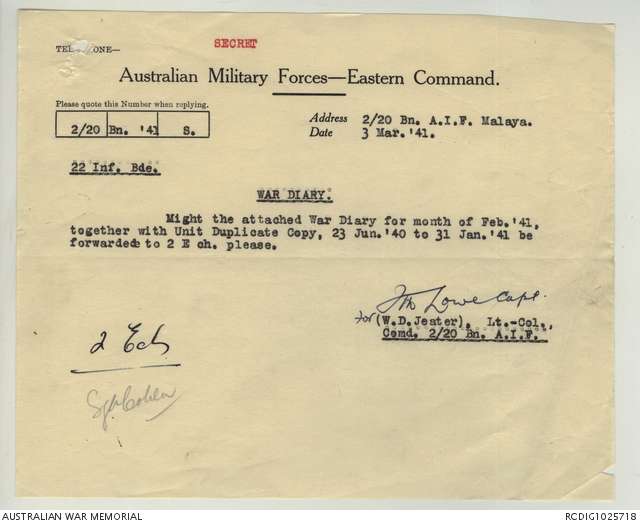 SECRET
Australian Military Forces—Eastern Command.
Please quote this Number when replying.
2/20 Bn. '41 S.
Address 2/20 Bn. A.I.F. Malaya.
Date 3 Mar. '41.
22 Inf. Bde.
WAR DIARY.
Might the attached War Diary for month of Feb. '41,
together with Unit Duplicate Copy, 23 Jun. '40 to 31 Jan. '41 be
forwarded to 2 E ch. please.
Lowe Capt.
for (W.D. Jeater), Lt.-Col.,
Comd. 2/20 Bn. A.I.F.
2 Ech
AUSTRALIAN WAR MEMORIAL
RCDIG1025718